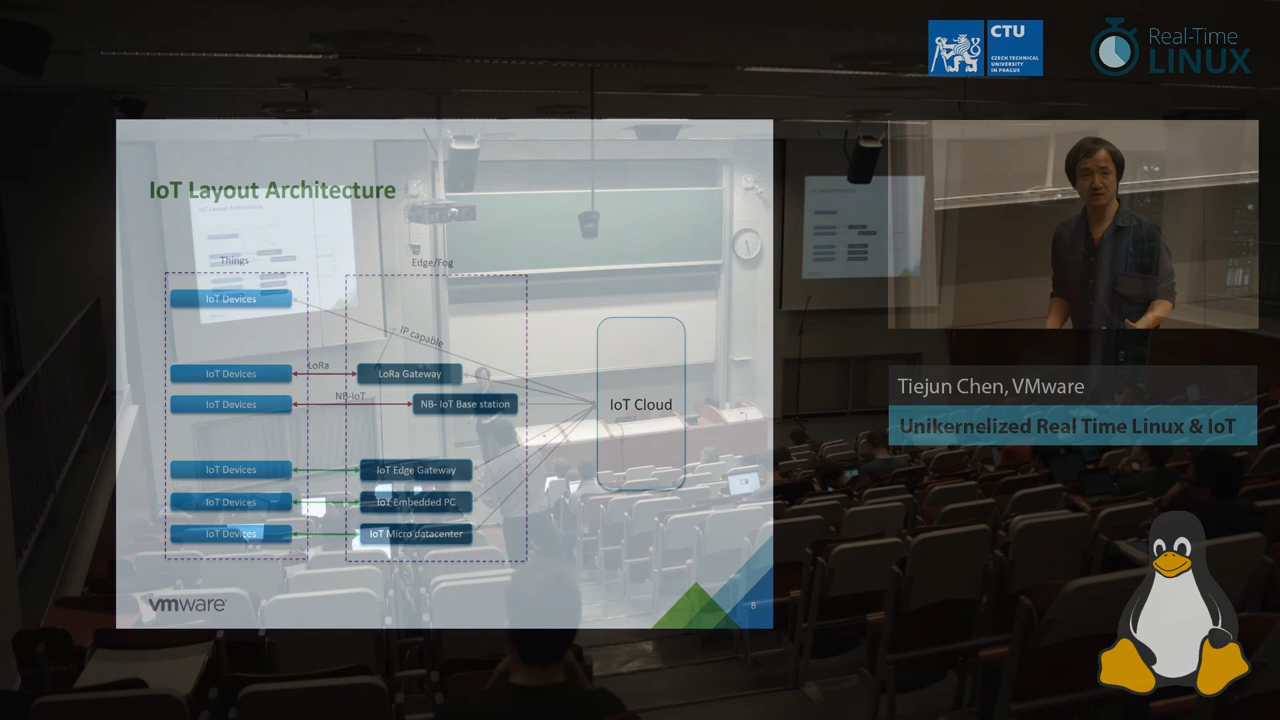 CTU
CZECH TECHNICAL
UNIVERSITY
IN PRAGUE
Real-Time
LINUX
IoT Layout Architecture
IoT Layout Architecture
Things
Edge/Fog
IoT Devices
IP capable
IoT Devices
LoRa
LoRa Gateway
IoT Devices
NB-IoT
NB- IoT Base station
IoT Cloud
IoT Devices
IoT Edge Gateway
IoT Devices
IoT Embedded PC
IoT Devices
IoT Micro datacenter
vmware
8
Tiejun Chen, VMware
Unikernelized Real Time Linux & IoT